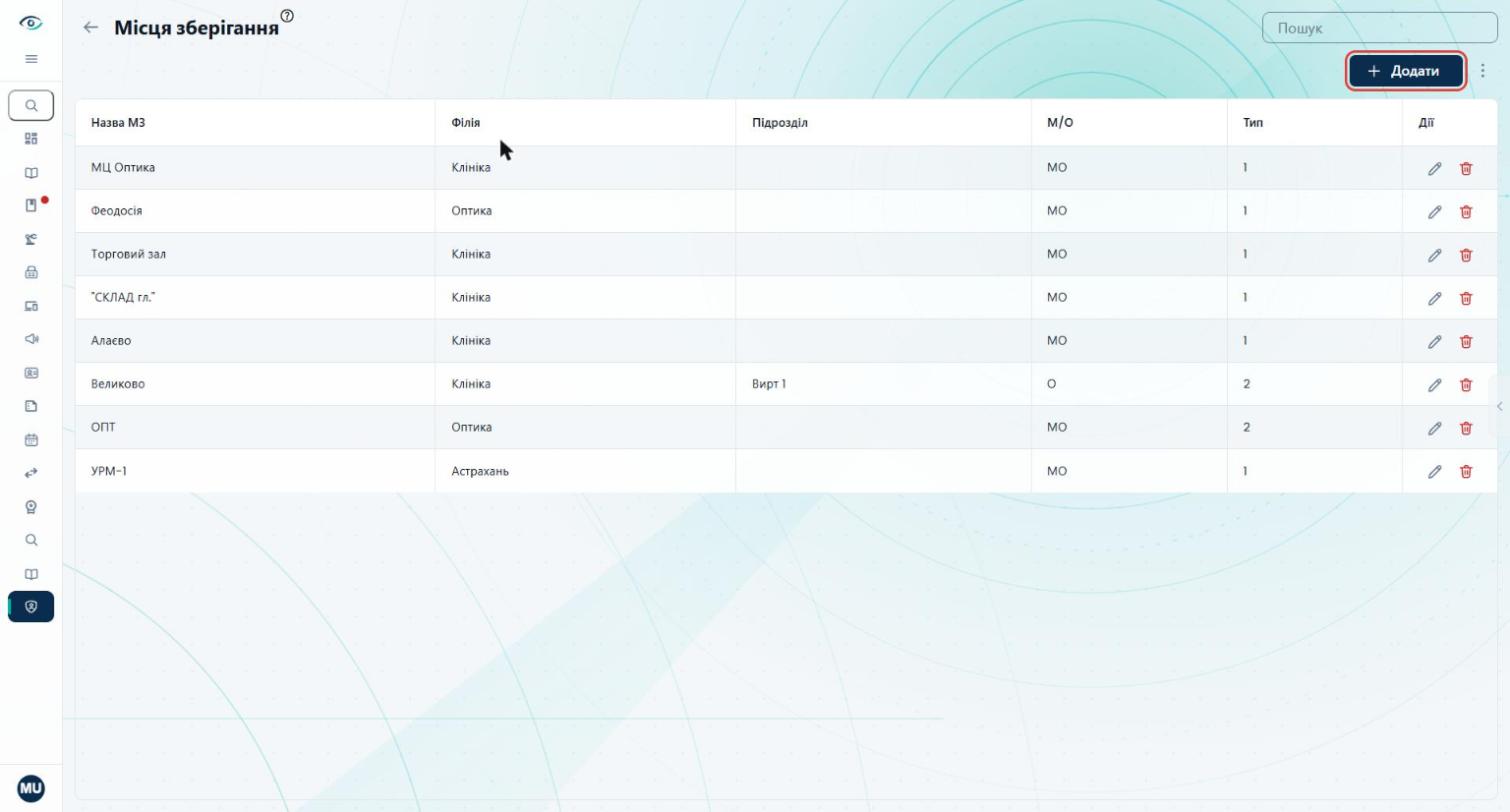 Місця зберігання
Пошук
+ Додати
Назва МЗ Філія Підрозділ М/О Тип Дії
МЦ Оптика Клініка МО 1
Феодосія Оптика МО 1
Торговий зал Клініка МО 1
"СКЛАД гл." Клініка МО 1
Алаєво Клініка МО 1
Великово Клініка Вирт 1 О 2
ОПТ Оптика МО 2
УРМ-1 Астрахань МО 1
MU